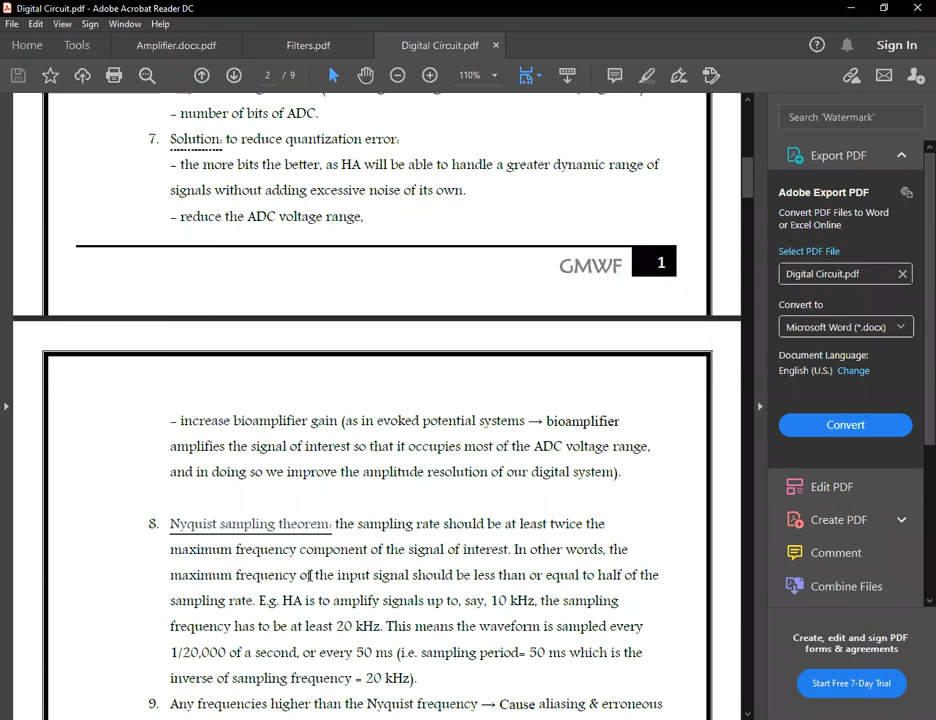 Digital Circuit.pdf - Adobe Acrobat Reader DC
File Edit View Sign Window Help
Home Tools Amplifier.docx.pdf Filters.pdf Digital Circuit.pdf × Sign In
2 / 9 110%
– number of bits of ADC.
7. Solution: to reduce quantization error:
– the more bits the better, as HA will be able to handle a greater dynamic range of
signals without adding excessive noise of its own.
– reduce the ADC voltage range,
GMWF 1
– increase bioamplifier gain (as in evoked potential systems → bioamplifier
amplifies the signal of interest so that it occupies most of the ADC voltage range,
and in doing so we improve the amplitude resolution of our digital system).
8. Nyquist sampling theorem: the sampling rate should be at least twice the
maximum frequency component of the signal of interest. In other words, the
maximum frequency of the input signal should be less than or equal to half of the
sampling rate. E.g. HA is to amplify signals up to, say, 10 kHz, the sampling
frequency has to be at least 20 kHz. This means the waveform is sampled every
1/20,000 of a second, or every 50 ms (i.e. sampling period= 50 ms which is the
inverse of sampling frequency = 20 kHz).
9. Any frequencies higher than the Nyquist frequency → Cause aliasing & erroneous
Search 'Watermark'
Export PDF
Adobe Export PDF
Convert PDF Files to Word
or Excel Online
Select PDF File
Digital Circuit.pdf
Convert to
Microsoft Word (*.docx)
Document Language:
English (U.S.) Change
Convert
Edit PDF
Create PDF
Comment
Combine Files
Create, edit and sign PDF
forms & agreements
Start Free 7-Day Trial